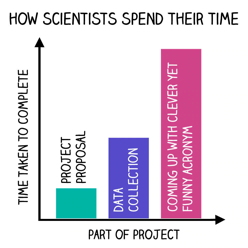 HOW SCIENTISTS SPEND THEIR TIME
TIME TAKEN TO COMPLETE
PROJECT
PROPOSAL
DATA
COLLECTION
COMING UP WITH CLEVER YET
FUNNY ACRONYM
PART OF PROJECT